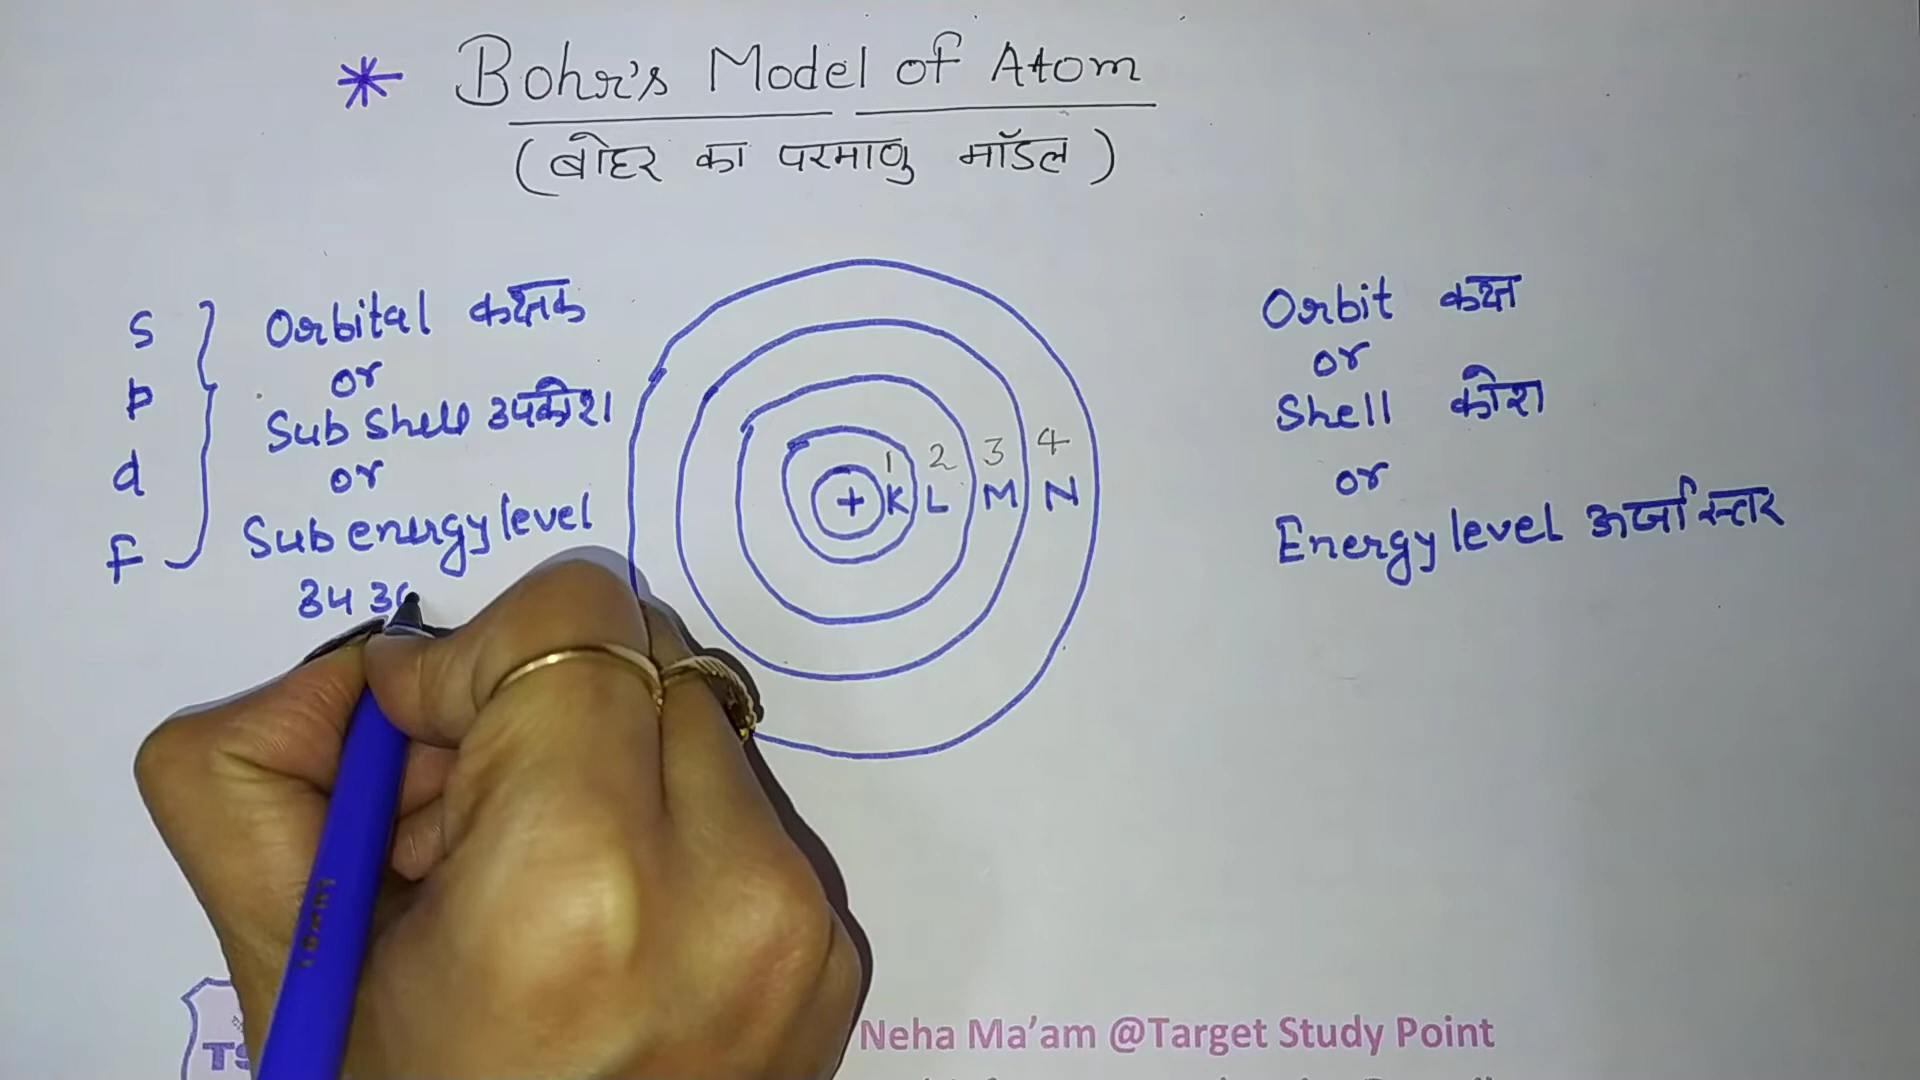 * Bohr's Model of Atom
(बोहर का परमाणु मॉडल)
s
p
d
f
Orbital कक्षक
or
Sub shell उपकोश
or
Sub energy level
उप
1 2 3 4
+ K L M N
Orbit कक्ष
or
Shell कोश
or
Energy level ऊर्जा स्तर
Neha Ma'am @Target Study Point